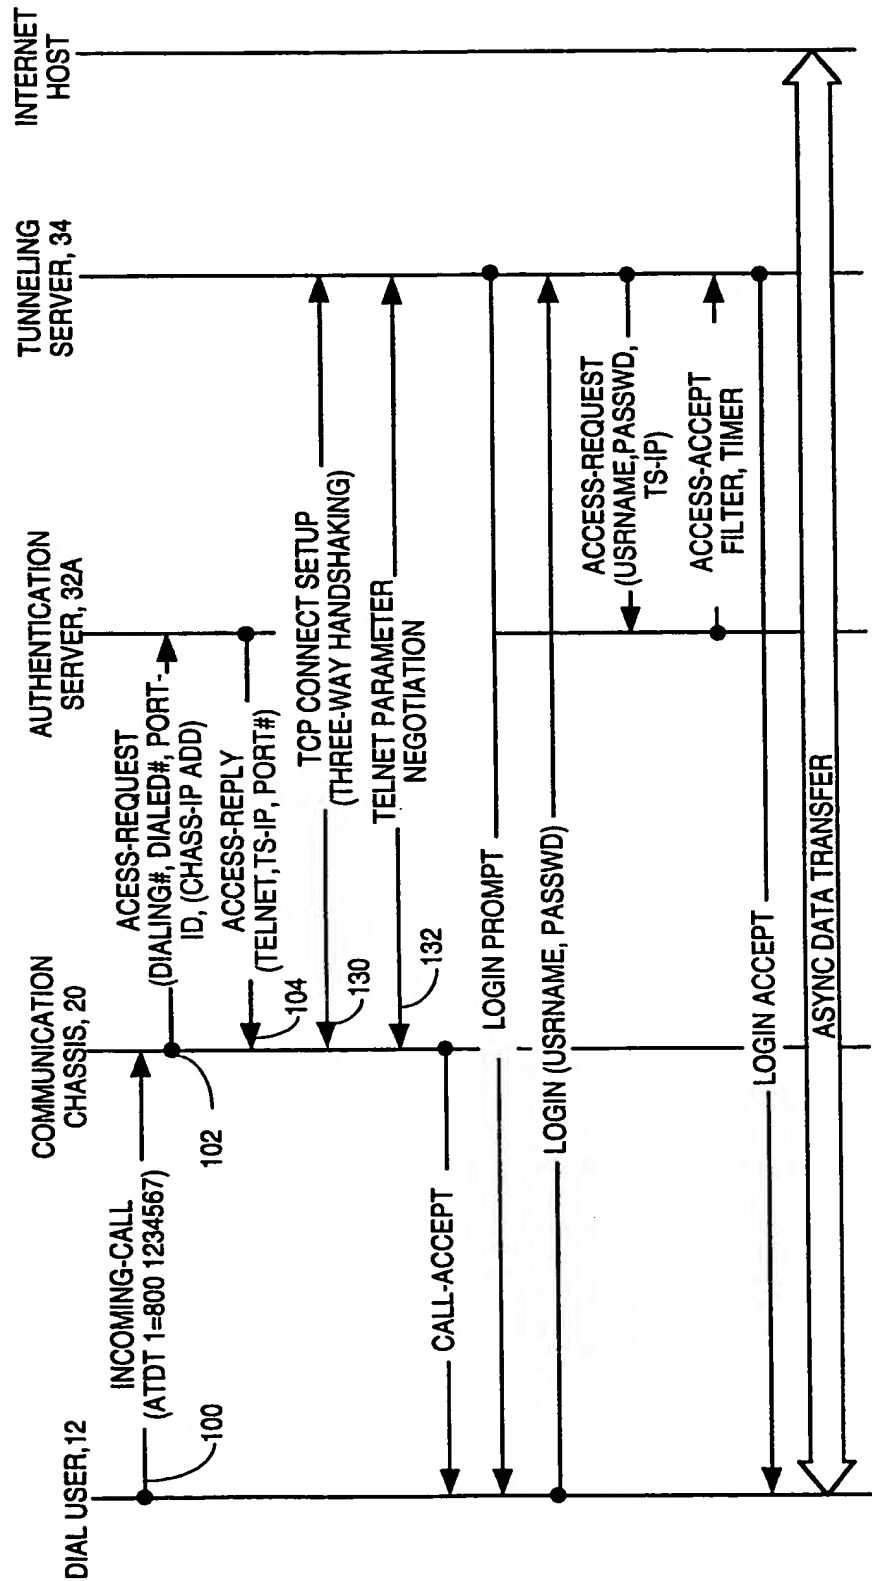 DIAL USER,12
COMMUNICATION
CHASSIS, 20
AUTHENTICATION
SERVER, 32A
TUNNELING
SERVER, 34
INTERNET
HOST
INCOMING-CALL
(ATDT 1=800 1234567)
100
102
ACESS-REQUEST
(DIALING#, DIALED#, PORT-
ID, (CHASS-IP ADD)
ACCESS-REPLY
(TELNET,TS-IP, PORT#)
104
TCP CONNECT SETUP
(THREE-WAY HANDSHAKING)
130
TELNET PARAMETER
NEGOTIATION
132
CALL-ACCEPT
LOGIN PROMPT
LOGIN (USRNAME, PASSWD)
ACCESS-REQUEST
(USRNAME,PASSWD,
TS-IP)
ACCESS-ACCEPT
FILTER, TIMER
LOGIN ACCEPT
ASYNC DATA TRANSFER